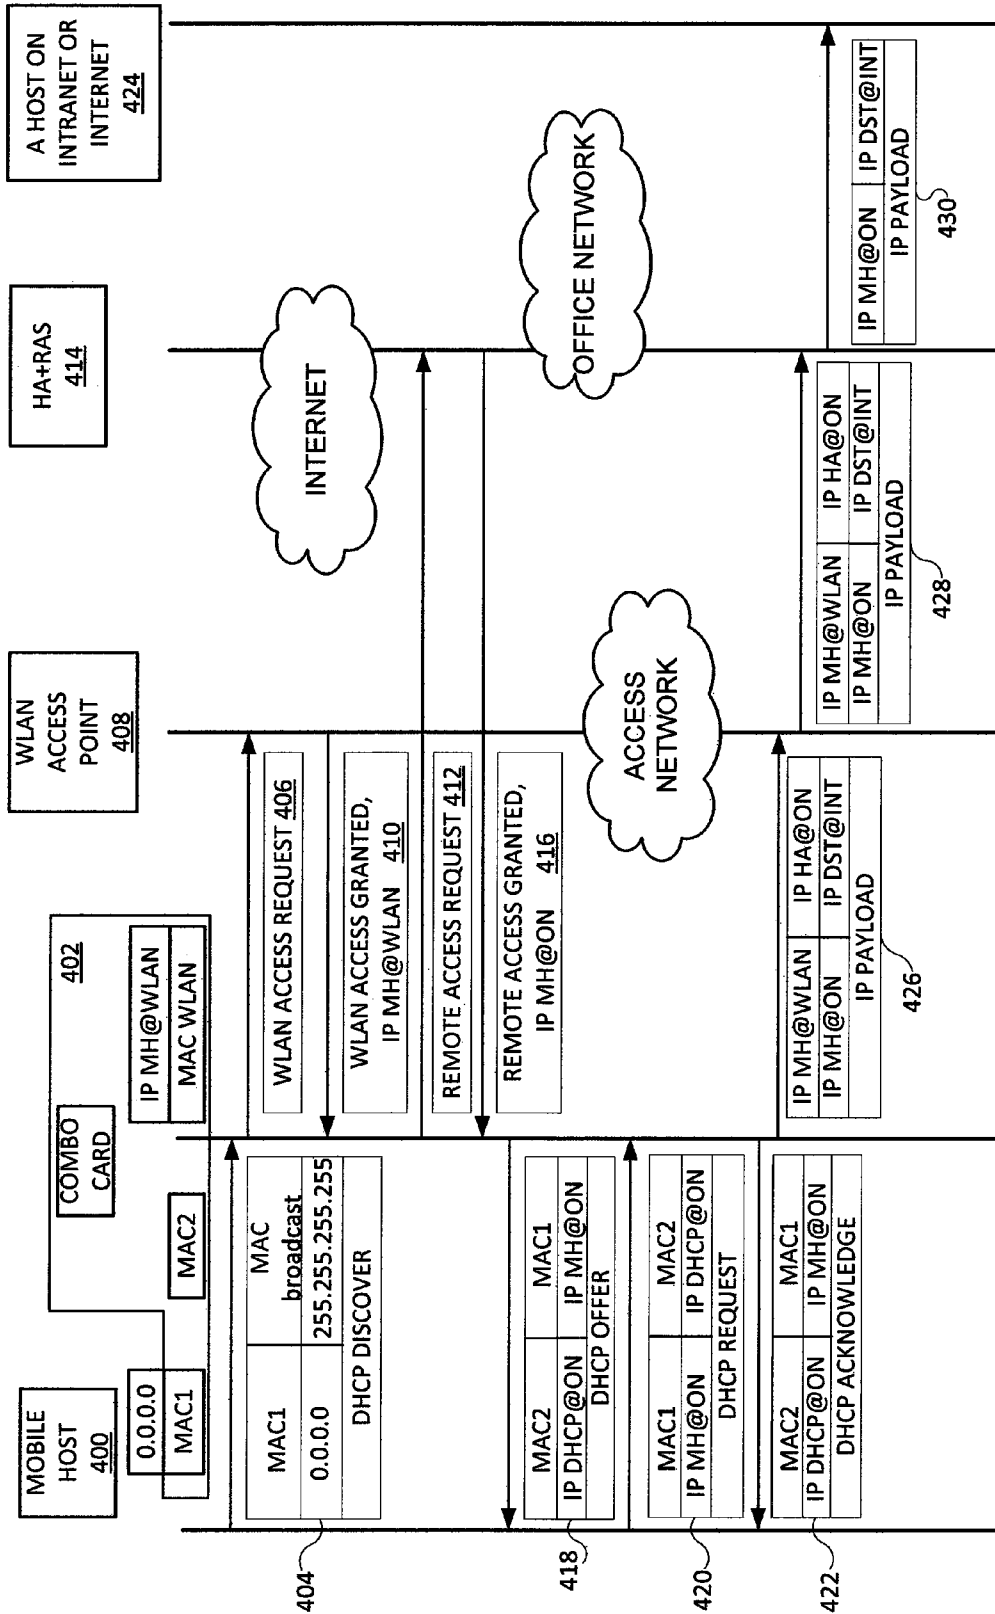 MOBILE
HOST
400
0.0.0.0
MAC1
COMBO
CARD
402
MAC2
IP MH@WLAN
MAC WLAN
WLAN
ACCESS
POINT
408
HA+RAS
414
A HOST ON
INTRANET OR
INTERNET
424
MAC1 MAC
broadcast
0.0.0.0 255.255.255.255
DHCP DISCOVER
404
WLAN ACCESS REQUEST 406
WLAN ACCESS GRANTED,
IP MH@WLAN 410
REMOTE ACCESS REQUEST 412
REMOTE ACCESS GRANTED,
IP MH@ON 416
INTERNET
OFFICE NETWORK
ACCESS
NETWORK
MAC2 MAC1
IP DHCP@ON IP MH@ON
DHCP OFFER
418
MAC1 MAC2
IP MH@ON IP DHCP@ON
DHCP REQUEST
420
MAC2 MAC1
IP DHCP@ON IP MH@ON
DHCP ACKNOWLEDGE
422
IP MH@WLAN IP HA@ON
IP MH@ON IP DST@INT
IP PAYLOAD
426
IP MH@WLAN IP HA@ON
IP MH@ON IP DST@INT
IP PAYLOAD
428
IP MH@ON IP DST@INT
IP PAYLOAD
430